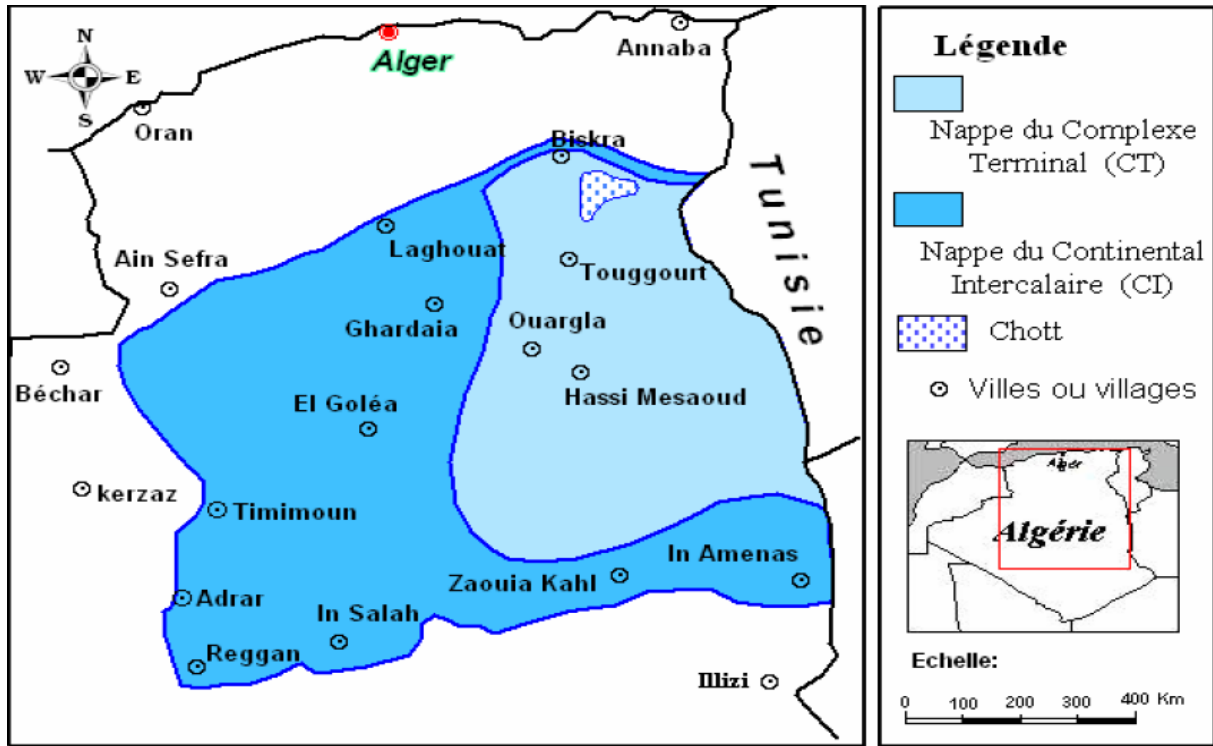 N
W E
S
Alger
Annaba
Oran
Biskra
Tunisie
Laghouat
Ain Sefra
Touggourt
Ghardaia
Ouargla
Béchar
Hassi Mesaoud
El Goléa
kerzaz
Timimoun
In Amenas
Zaouia Kahl
Adrar
In Salah
Reggan
Illizi
Légende
Nappe du Complexe
Terminal (CT)
Nappe du Continental
Intercalaire (CI)
Chott
Villes ou villages
Alger
Algérie
Echelle:
0 100 200 300 400 Km